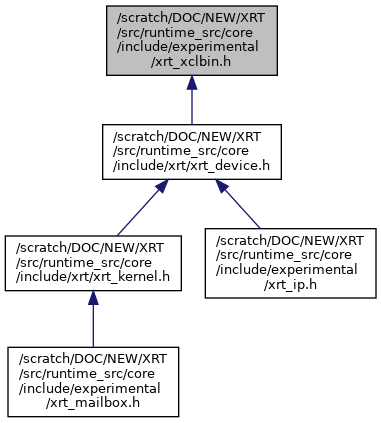 /scratch/DOC/NEW/XRT
/src/runtime_src/core
/include/experimental
/xrt_xclbin.h
/scratch/DOC/NEW/XRT
/src/runtime_src/core
/include/xrt/xrt_device.h
/scratch/DOC/NEW/XRT
/src/runtime_src/core
/include/xrt/xrt_kernel.h
/scratch/DOC/NEW/XRT
/src/runtime_src/core
/include/experimental
/xrt_ip.h
/scratch/DOC/NEW/XRT
/src/runtime_src/core
/include/experimental
/xrt_mailbox.h